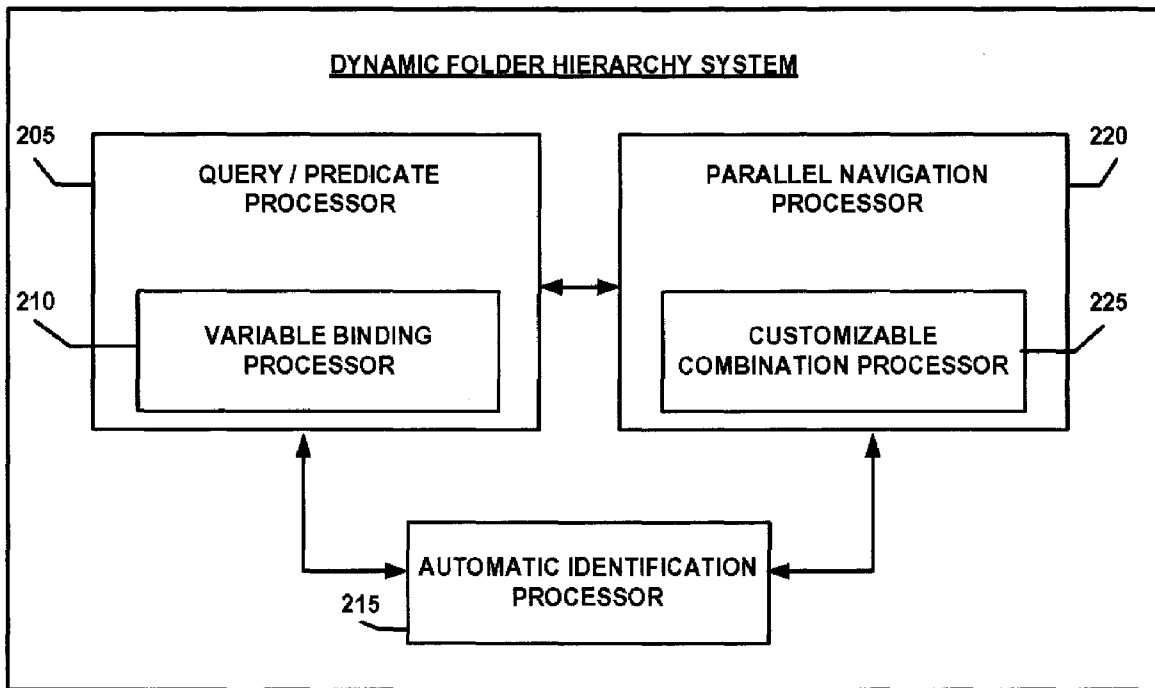 DYNAMIC FOLDER HIERARCHY SYSTEM
205
220
QUERY / PREDICATE
PROCESSOR
PARALLEL NAVIGATION
PROCESSOR
210
225
VARIABLE BINDING
PROCESSOR
CUSTOMIZABLE
COMBINATION PROCESSOR
AUTOMATIC IDENTIFICATION
PROCESSOR
215